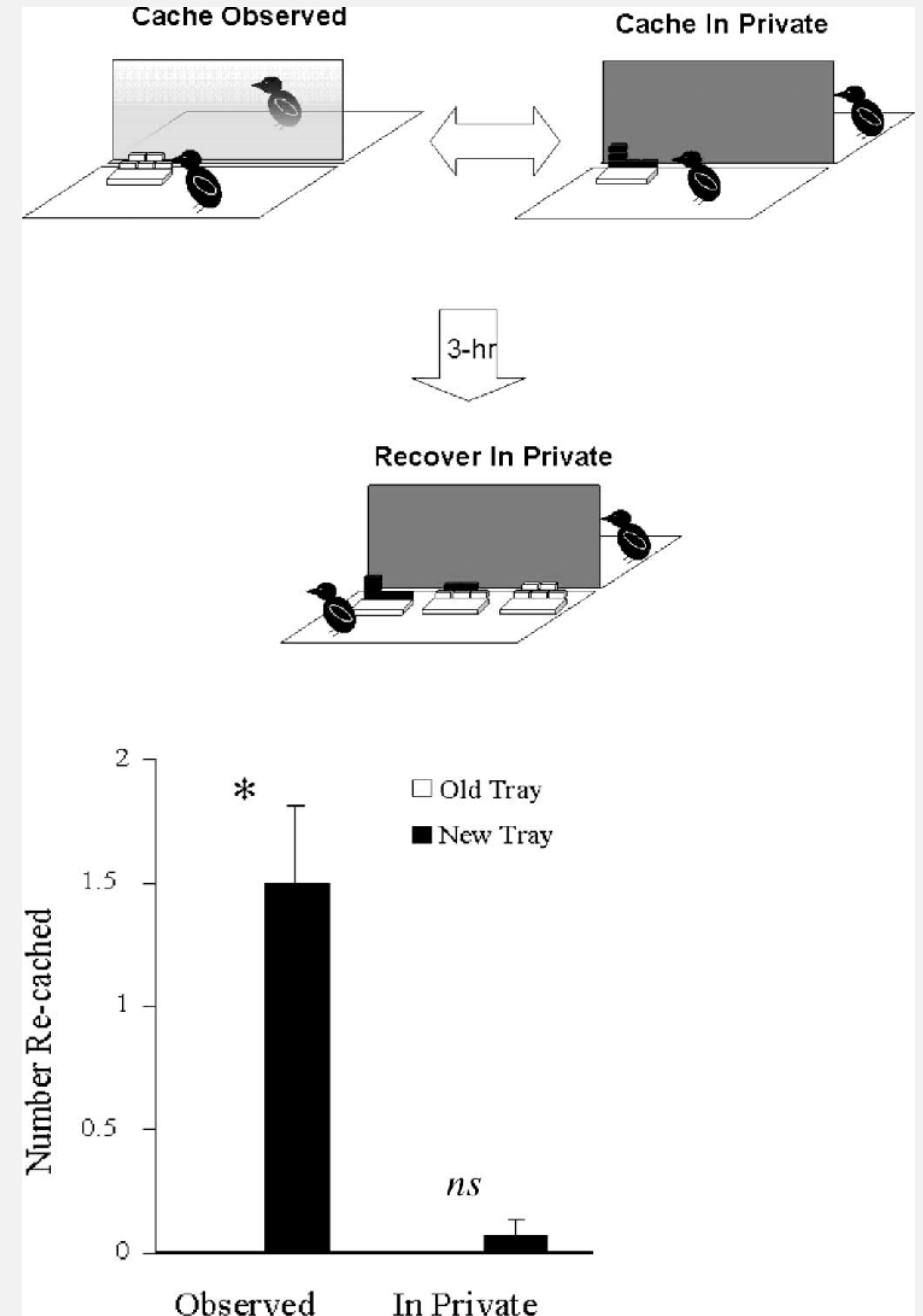 Cache Observed
Cache In Private
3-hr
Recover In Private
2
*
Old Tray
New Tray
1.5
1
0.5
ns
0
Number Re-cached
Observed
In Private